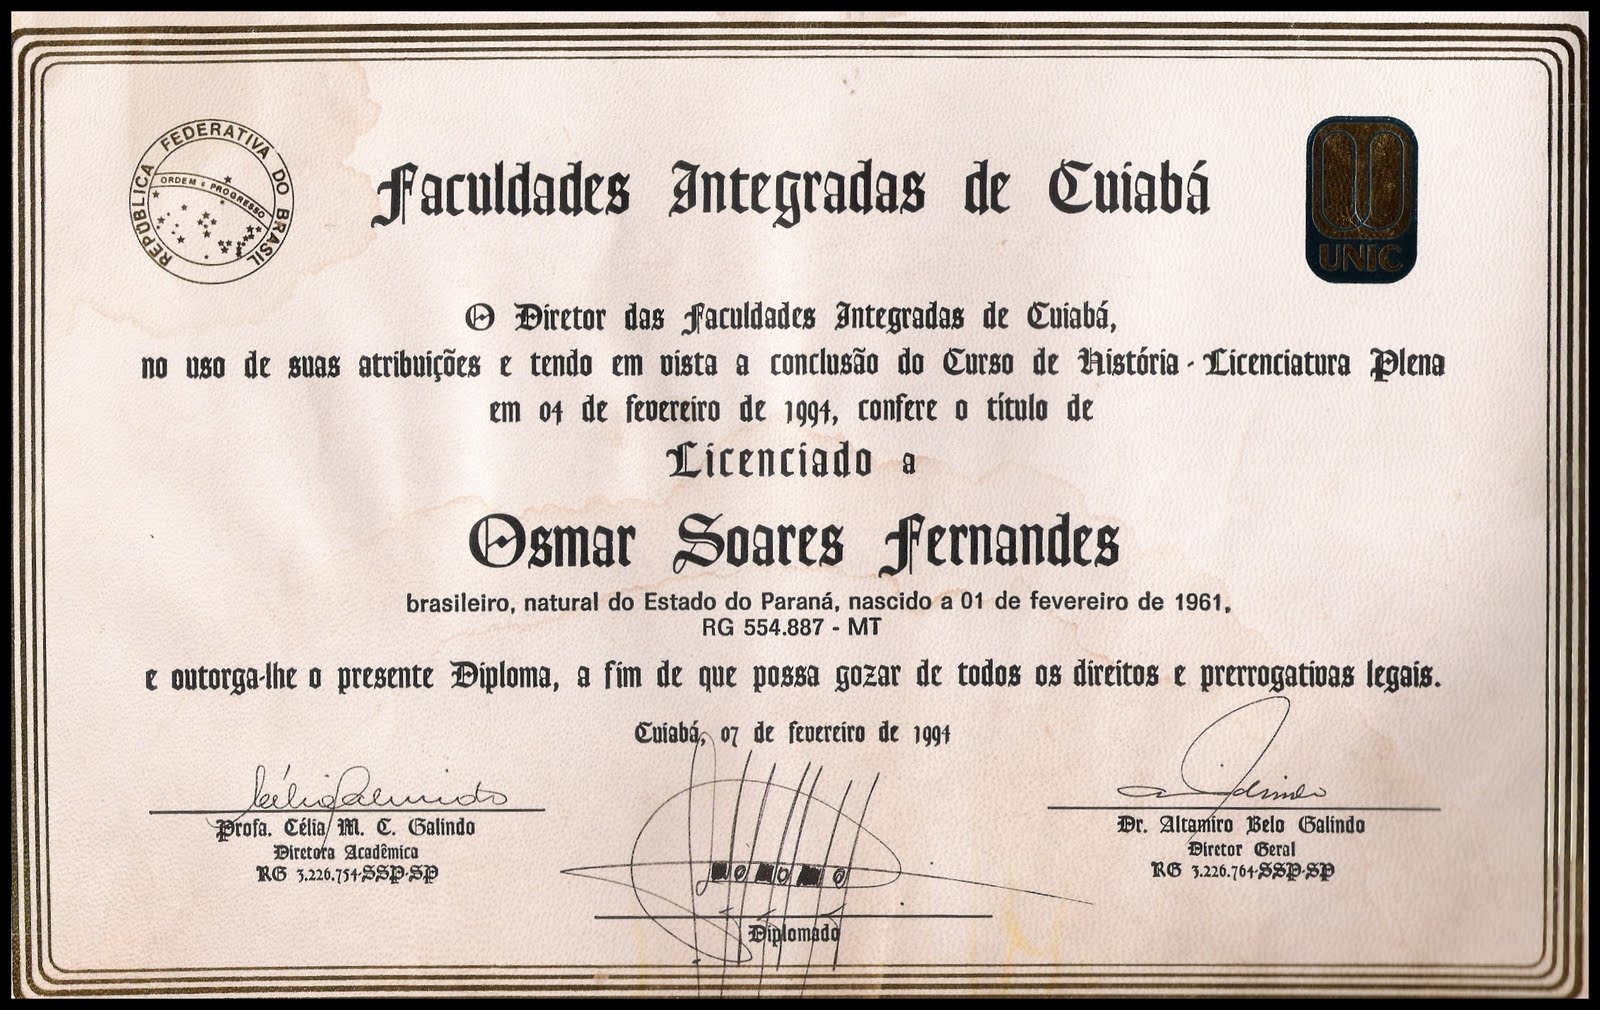 REPÚBLICA FEDERATIVA DO BRASIL
ORDEM E PROGRESSO
Faculdades Integradas de Cuiabá
UNIC
O Diretor das Faculdades Integradas de Cuiabá,
no uso de suas atribuições e tendo em vista a conclusão do Curso de História - Licenciatura Plena
em 04 de fevereiro de 1994, confere o título de
Licenciado a
Osmar Soares Fernandes
brasileiro, natural do Estado do Paraná, nascido a 01 de fevereiro de 1961,
RG 554.887 - MT
e outorga-lhe o presente Diploma, a fim de que possa gozar de todos os direitos e prerrogativas legais.
Cuiabá, 07 de fevereiro de 1994
Profa. Célia M. C. Galindo
Diretora Acadêmica
RG 3.226.754-SSP-SP
Dr. Altamiro Belo Galindo
Diretor Geral
RG 3.226.764-SSP-SP
Diplomado